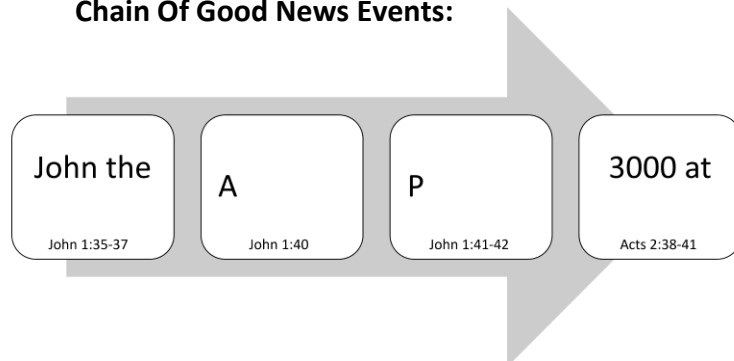 Chain Of Good News Events:
John the
John 1:35-37
A
John 1:40
P
John 1:41-42
3000 at
Acts 2:38-41